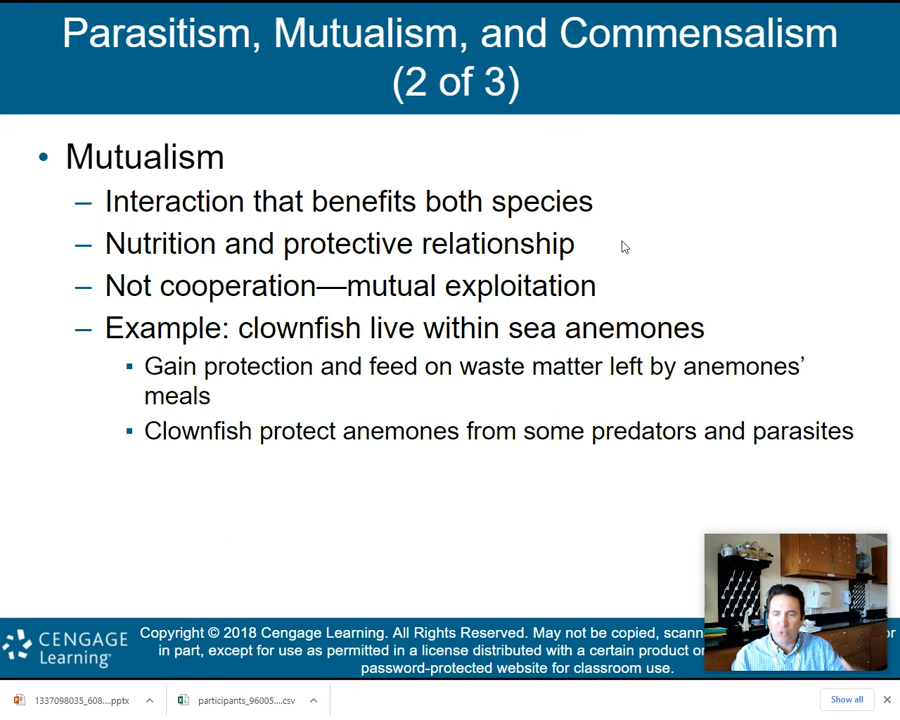 Parasitism, Mutualism, and Commensalism
(2 of 3)
• Mutualism
– Interaction that benefits both species
– Nutrition and protective relationship
– Not cooperation—mutual exploitation
– Example: clownfish live within sea anemones
▪ Gain protection and feed on waste matter left by anemones’
meals
▪ Clownfish protect anemones from some predators and parasites
CENGAGE
Learning®
Copyright © 2018 Cengage Learning. All Rights Reserved. May not be copied, or
in part, except for use as permitted in a license distributed with a certain product
password-protected website for classroom use.
1337098035_608....pptx
participants_96005....csv
Show all